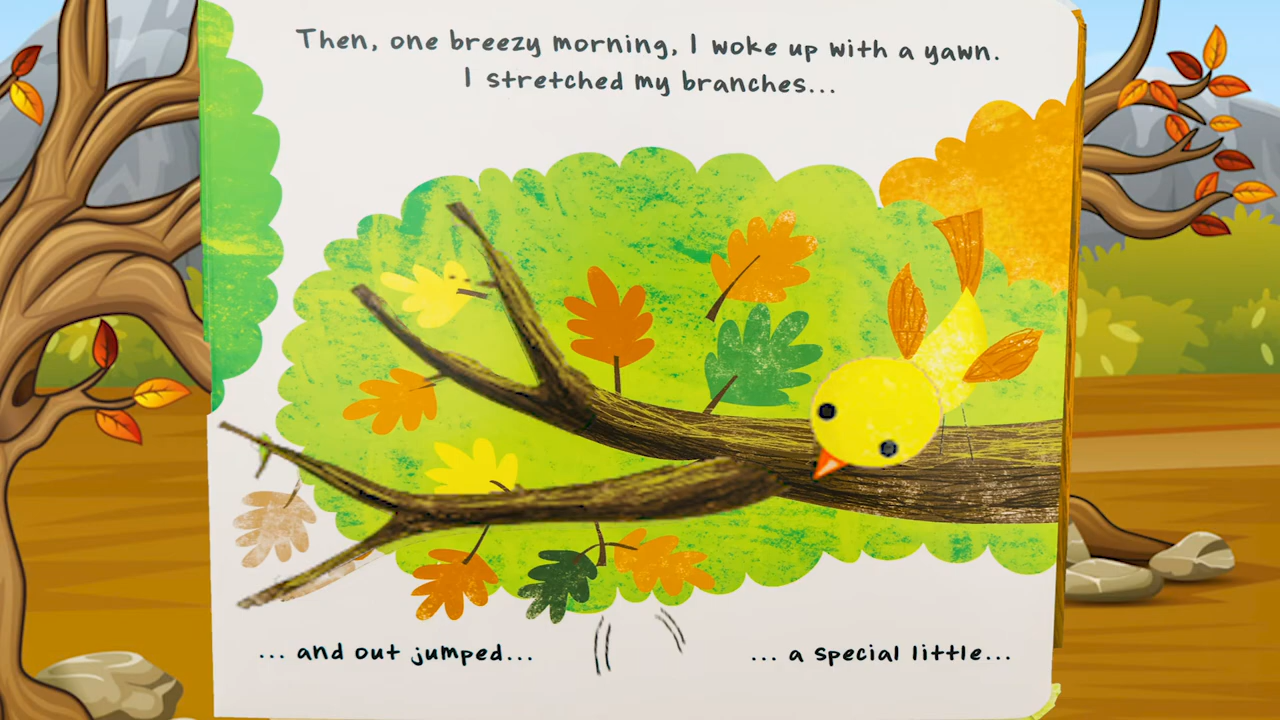 Then, one breezy morning, I woke up with a yawn.
I stretched my branches...
... and out jumped...
... a special little...